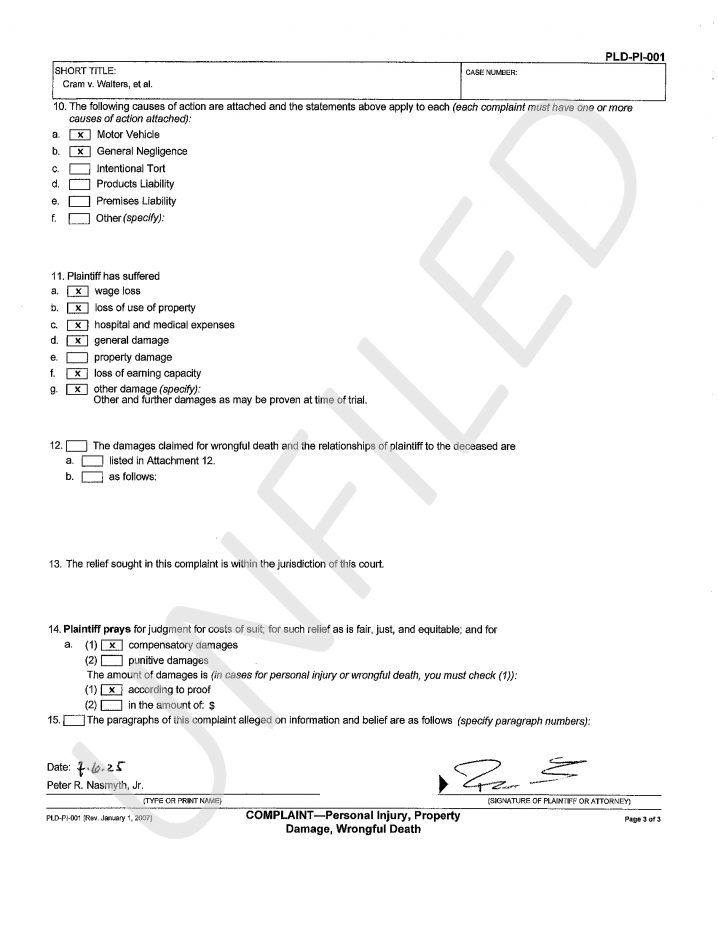 PLD-PI-001
SHORT TITLE:
Cram v. Walters, et al.
CASE NUMBER:
10. The following causes of action are attached and the statements above apply to each (each complaint must have one or more
causes of action attached):
a. x Motor Vehicle
b. x General Negligence
c. Intentional Tort
d. Products Liability
e. Premises Liability
f. Other (specify):
11. Plaintiff has suffered
a. x wage loss
b. x loss of use of property
c. x hospital and medical expenses
d. x general damage
e. property damage
f. x loss of earning capacity
g. x other damage (specify):
Other and further damages as may be proven at time of trial.
12. The damages claimed for wrongful death and the relationships of plaintiff to the deceased are
a. listed in Attachment 12.
b. as follows:
13. The relief sought in this complaint is within the jurisdiction of this court.
14. Plaintiff prays for judgment for costs of suit; for such relief as is fair, just, and equitable; and for
a. (1) x compensatory damages
(2) punitive damages
The amount of damages is (in cases for personal injury or wrongful death, you must check (1)):
(1) x according to proof
(2) in the amount of: $
15. The paragraphs of this complaint alleged on information and belief are as follows (specify paragraph numbers):
Date:
Peter R. Nasmyth, Jr.
(TYPE OR PRINT NAME)
(SIGNATURE OF PLAINTIFF OR ATTORNEY)
PLD-PI-001 [Rev. January 1, 2007]
COMPLAINT—Personal Injury, Property
Damage, Wrongful Death
Page 3 of 3
UNFILED